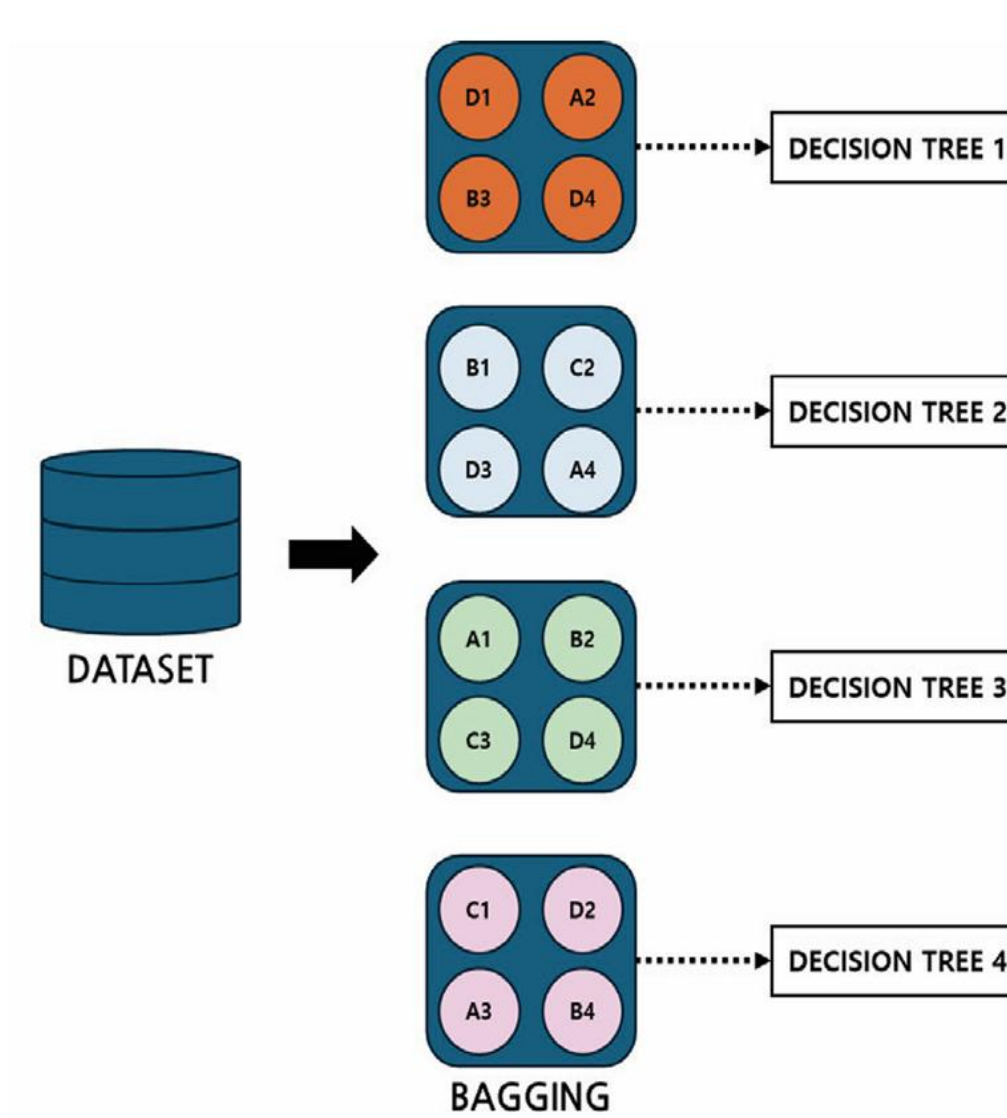 D1 A2
DECISION TREE 1
B3 D4
B1 C2
DECISION TREE 2
D3 A4
DATASET
A1 B2
DECISION TREE 3
C3 D4
C1 D2
DECISION TREE 4
A3 B4
BAGGING